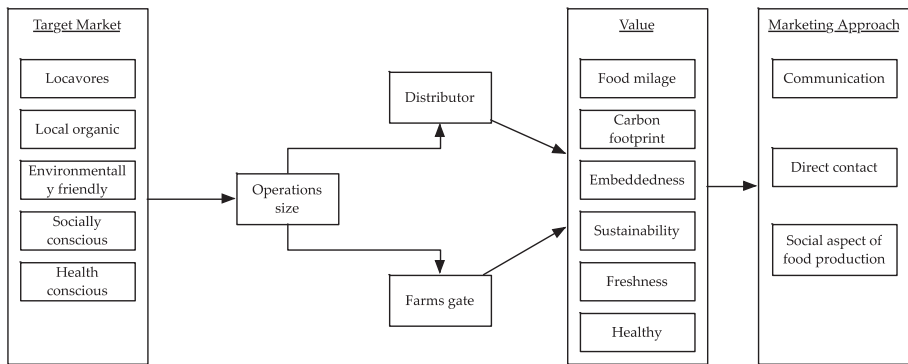 Target Market
Locavores
Local organic
Environmentall
y friendly
Socially
conscious
Health
conscious
Operations
size
Distributor
Farms gate
Value
Food milage
Carbon
footprint
Embeddedness
Sustainability
Freshness
Healthy
Marketing Approach
Communication
Direct contact
Social aspect of
food production